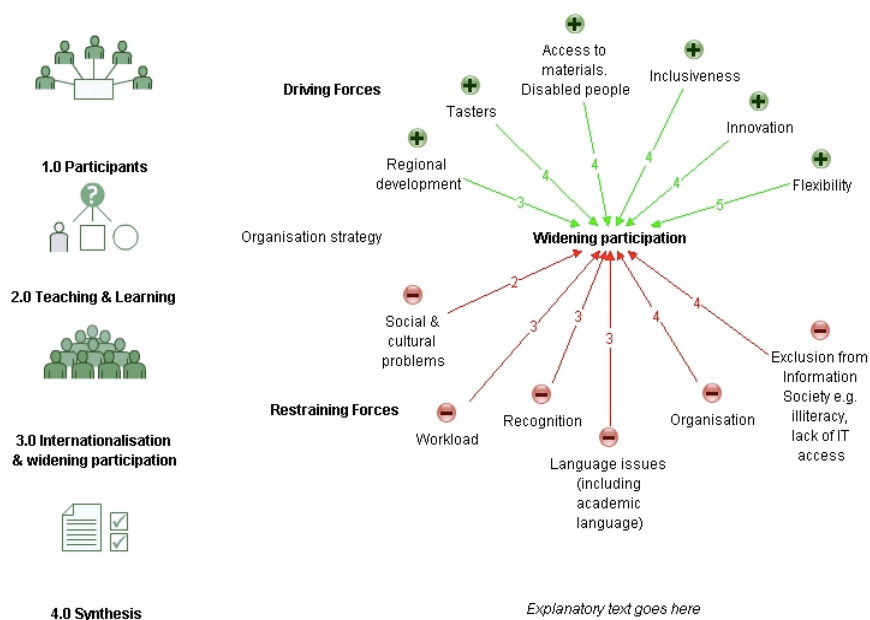 1.0 Participants
?
2.0 Teaching & Learning
3.0 Internationalisation
& widening participation
4.0 Synthesis
Driving Forces
Regional
development
3
Tasters
4
Access to
materials.
Disabled people
4
Inclusiveness
4
Innovation
4
Flexibility
5
Organisation strategy
Widening participation
Restraining Forces
Social &
cultural
problems
2
Workload
3
Recognition
3
Language issues
(including
academic
language)
3
Organisation
4
Exclusion from
Information
Society e.g.
illiteracy,
lack of IT
access
4
Explanatory text goes here